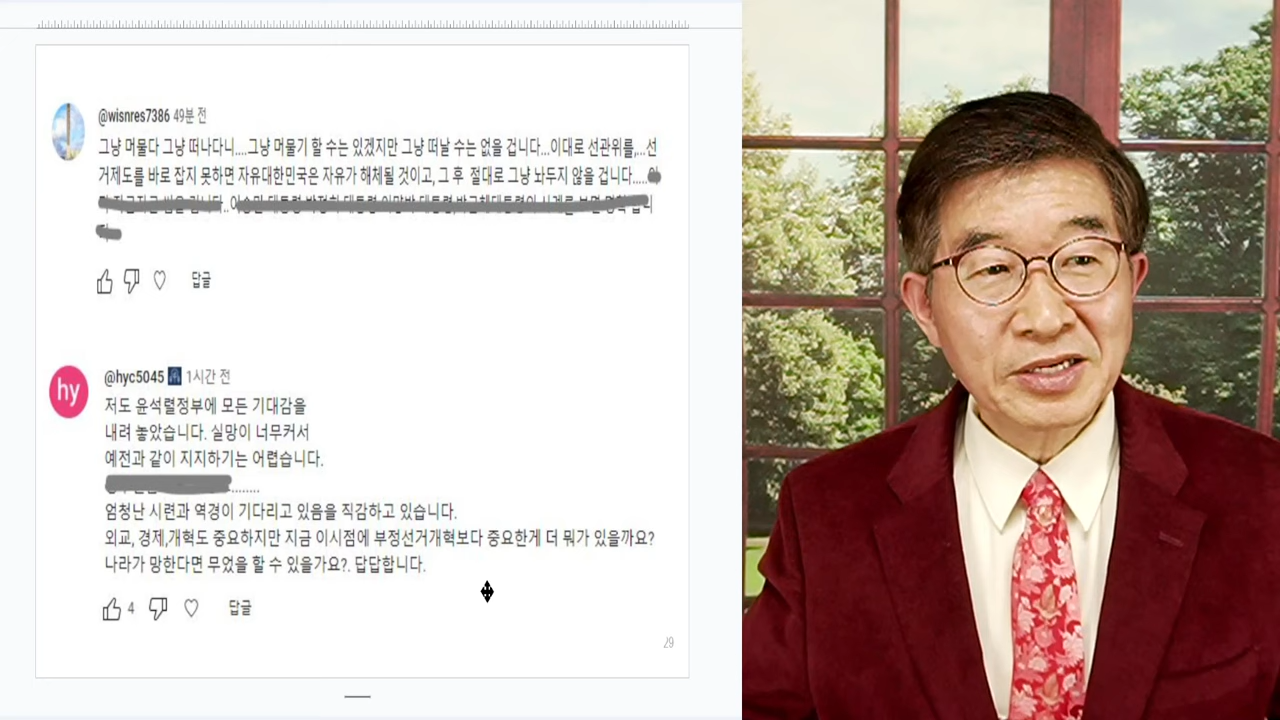 @wisnres7386 49분 전
그냥 머물다 그냥 떠나다니....그냥 머물기 할 수는 있겠지만 그냥 떠날 수는 없을 겁니다...이대로 선관위를,...선
거제도를 바로 잡지 못하면 자유대한민국은 자유가 해체될 것이고, 그 후 절대로 그냥 놔두지 않을 겁니다.....
답글
@hyc5045 1시간 전
저도 윤석렬정부에 모든 기대감을
내려 놓았습니다. 실망이 너무커서
예전과 같이 지지하기는 어렵습니다.
........
엄청난 시련과 역경이 기다리고 있음을 직감하고 있습니다.
외교, 경제,개혁도 중요하지만 지금 이시점에 부정선거개혁보다 중요한게 더 뭐가 있을까요?
나라가 망한다면 무었을 할 수 있을가요?. 답답합니다.
4 답글
29
hy